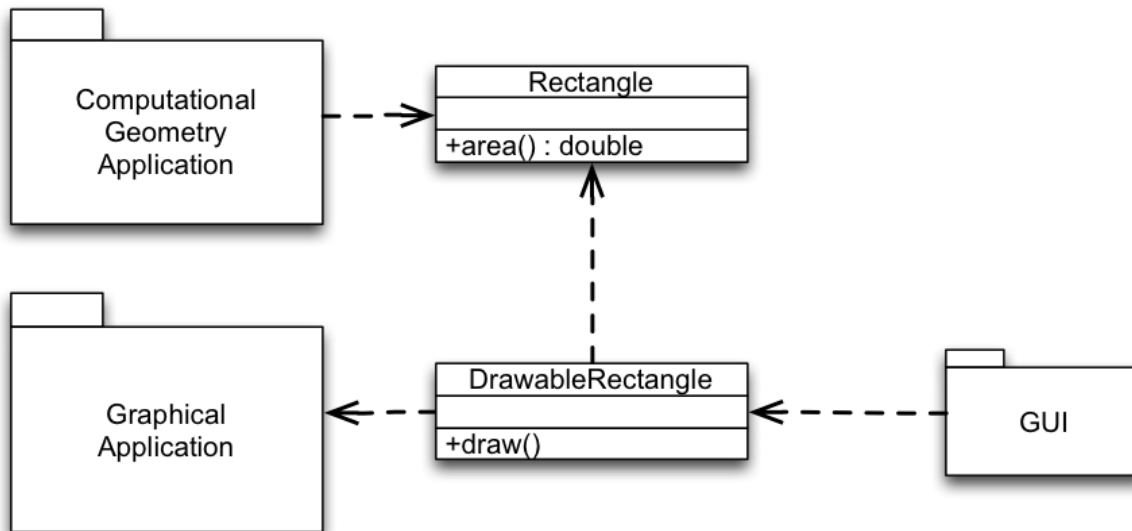 Computational
Geometry
Application
Rectangle
+area() : double
Graphical
Application
DrawableRectangle
+draw()
GUI